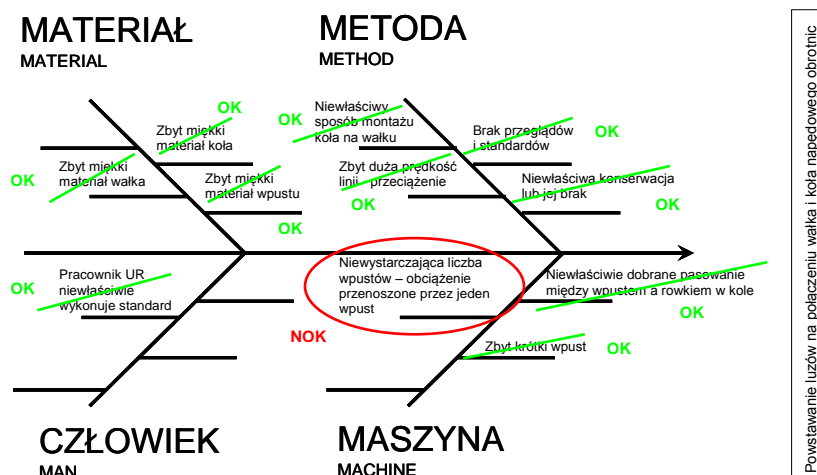 MATERIAŁ
MATERIAL
METODA
METHOD
OK
Zbyt miękki
materiał koła
OK
Zbyt miękki
materiał wałka
Zbyt miękki
materiał wpustu
OK
OK
Niewłaściwy
sposób montażu
koła na wałku
Brak przeglądów
i standardów
OK
Zbyt duża prędkość
linii - przeciążenie
OK
Niewłaściwa konserwacja
lub jej brak
OK
OK
Pracownik UR
niewłaściwie
wykonuje standard
Niewystarczająca liczba
wpustów – obciążenie
przenoszone przez jeden
wpust
NOK
Niewłaściwie dobrane pasowanie
między wpustem a rowkiem w kole
OK
Zbyt krótki wpust
OK
CZŁOWIEK
MAN
MASZYNA
MACHINE
Powstawanie luzów na połączeniu wałka i koła napędowego obrotnic